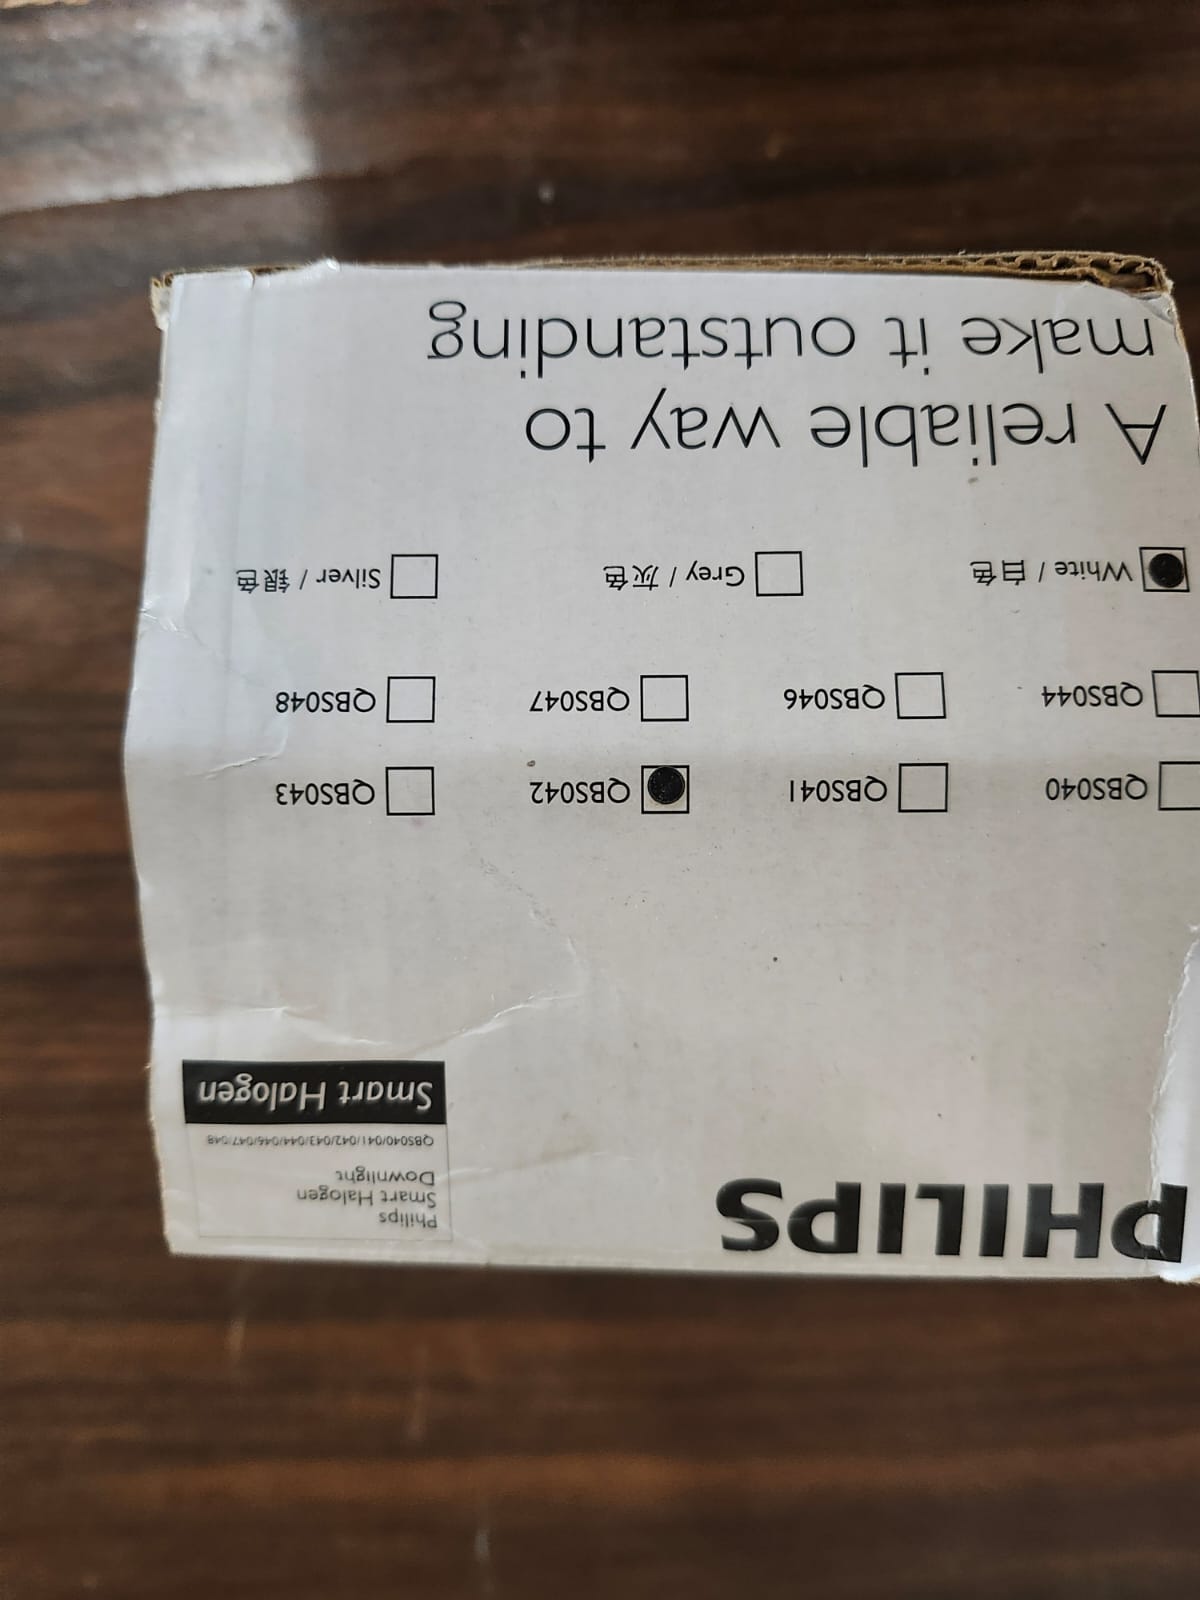 PHILIPS
Philips
Smart Halogen
Downlight
QBS040/041/042/043/044/046/047/048
Smart Halogen
QBS040 QBS041 QBS042 QBS043
QBS044 QBS046 QBS047 QBS048
White / 白色 Grey / 灰色 Silver / 銀色
A reliable way to
make it outstanding